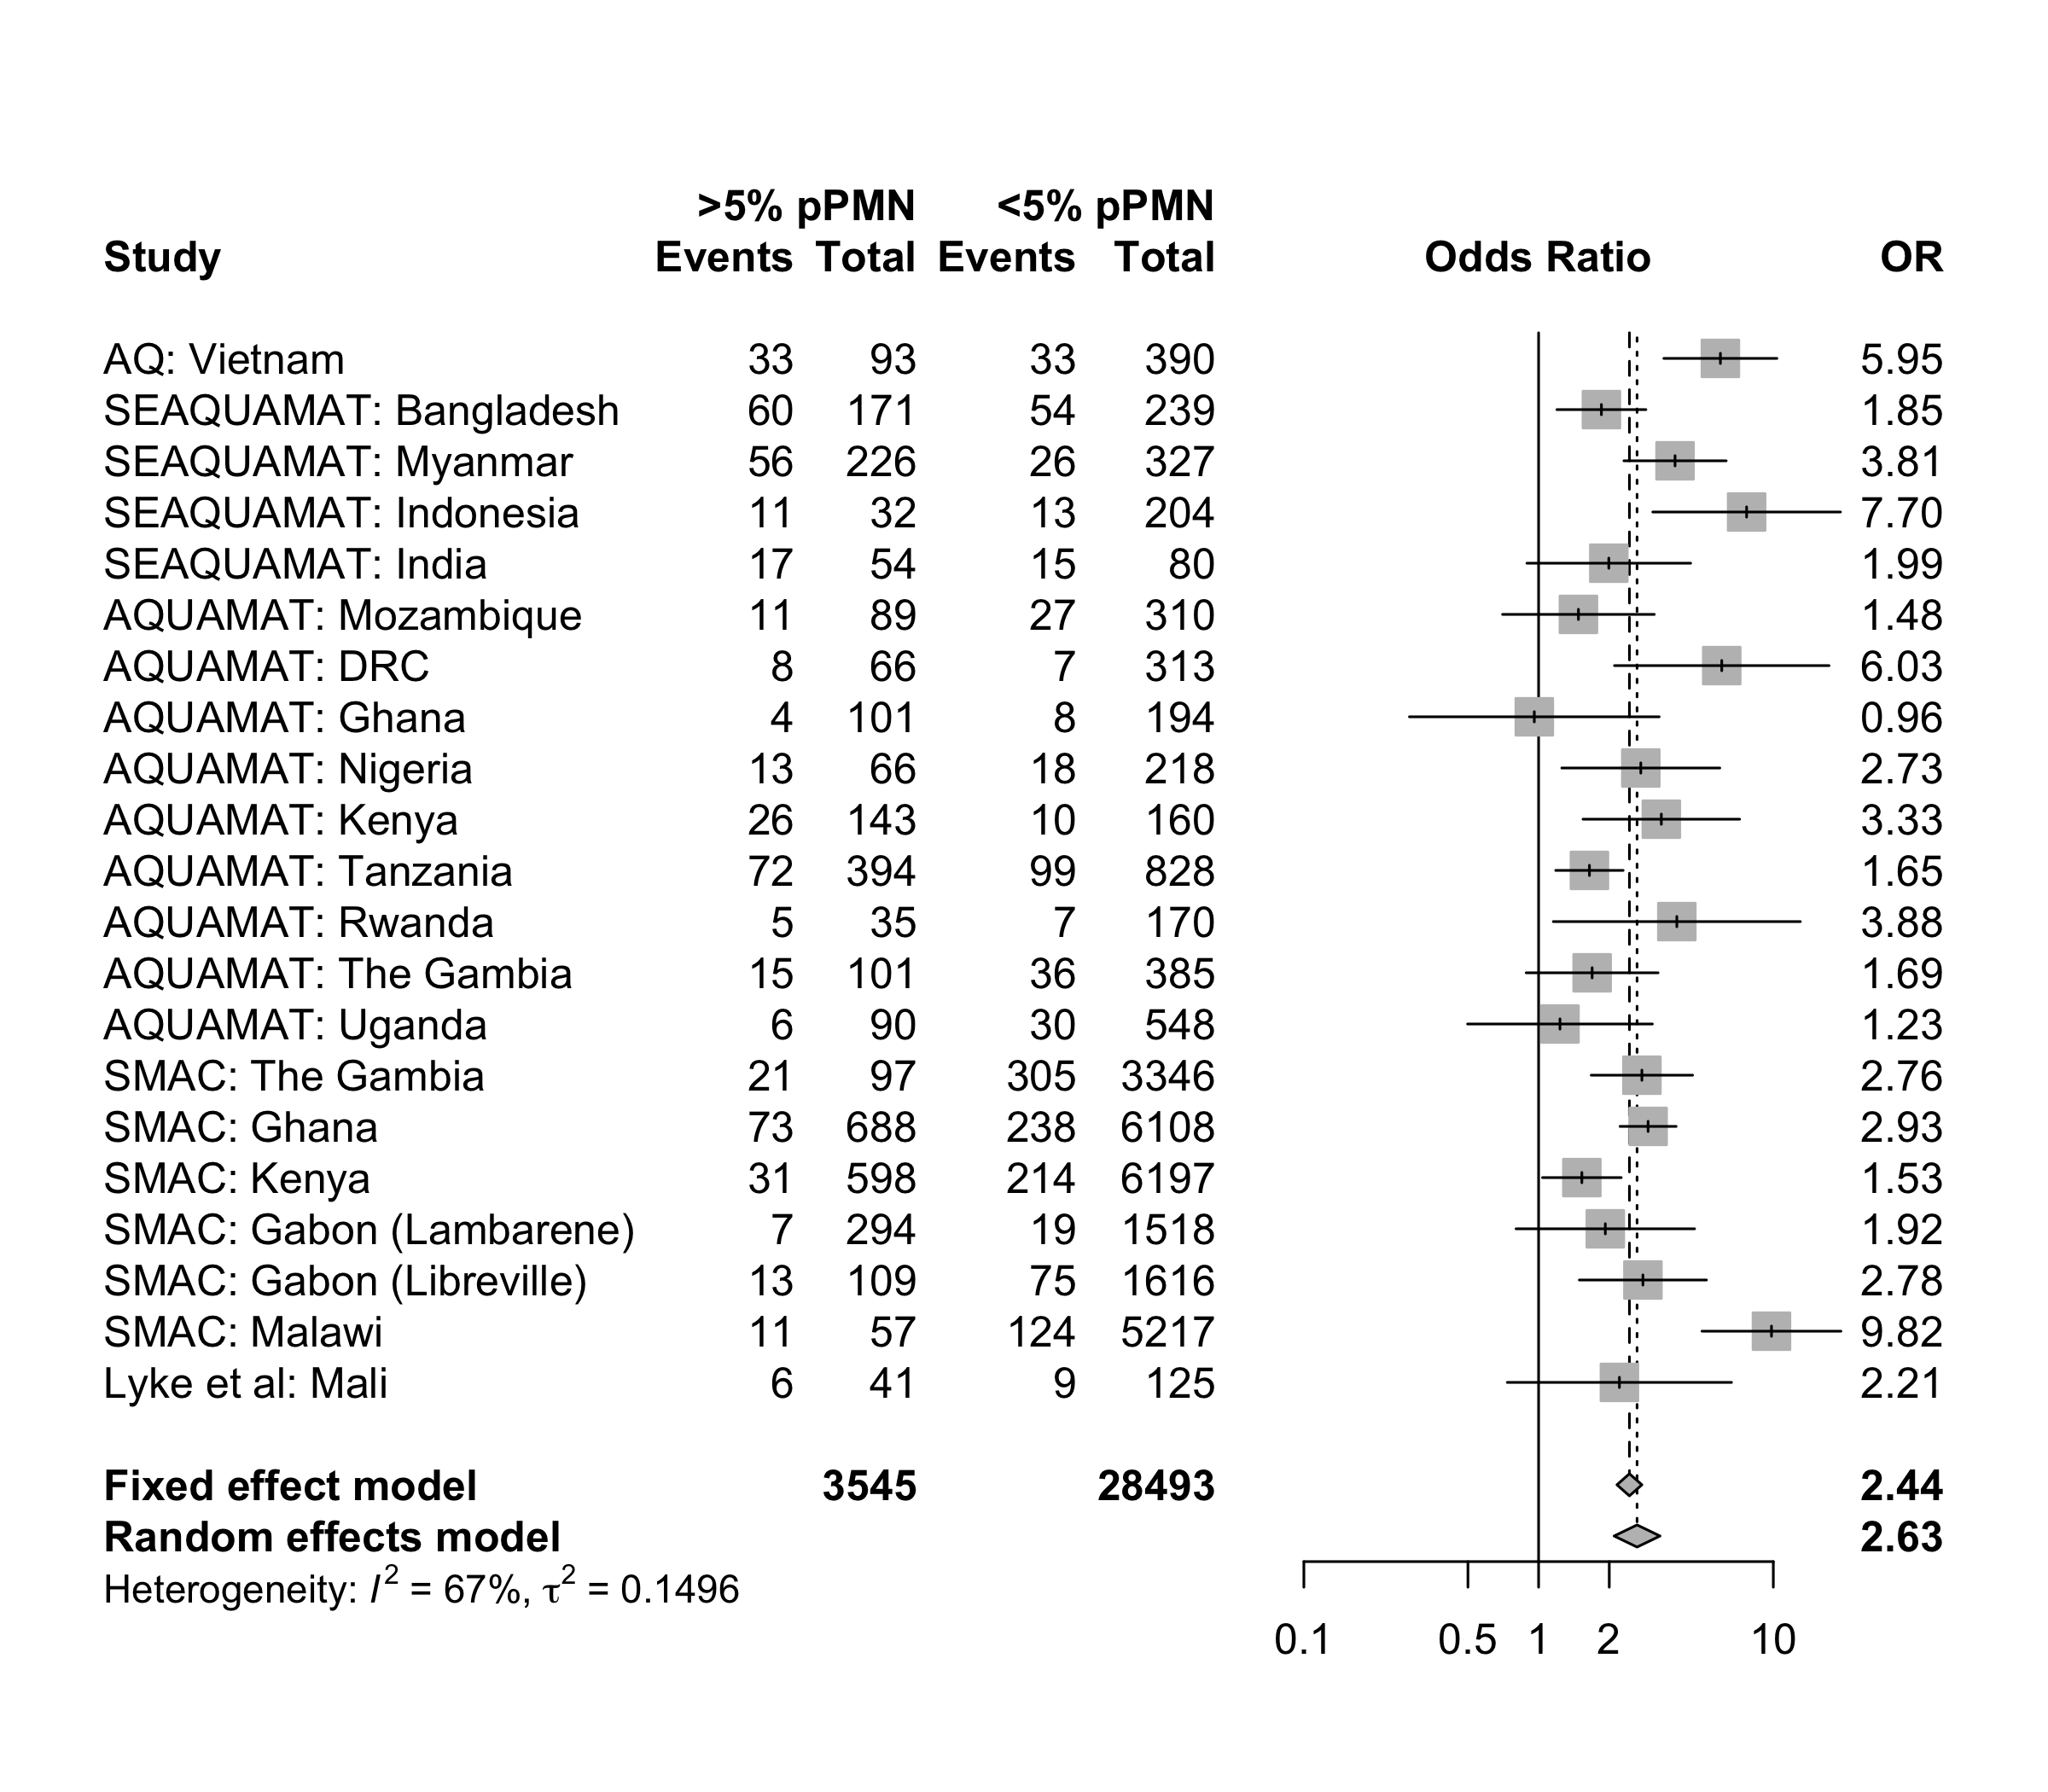 >5% pPMN <5% pPMN
Study Events Total Events Total Odds Ratio OR
AQ: Vietnam 33 93 33 390 5.95
SEAQUAMAT: Bangladesh 60 171 54 239 1.85
SEAQUAMAT: Myanmar 56 226 26 327 3.81
SEAQUAMAT: Indonesia 11 32 13 204 7.70
SEAQUAMAT: India 17 54 15 80 1.99
AQUAMAT: Mozambique 11 89 27 310 1.48
AQUAMAT: DRC 8 66 7 313 6.03
AQUAMAT: Ghana 4 101 8 194 0.96
AQUAMAT: Nigeria 13 66 18 218 2.73
AQUAMAT: Kenya 26 143 10 160 3.33
AQUAMAT: Tanzania 72 394 99 828 1.65
AQUAMAT: Rwanda 5 35 7 170 3.88
AQUAMAT: The Gambia 15 101 36 385 1.69
AQUAMAT: Uganda 6 90 30 548 1.23
SMAC: The Gambia 21 97 305 3346 2.76
SMAC: Ghana 73 688 238 6108 2.93
SMAC: Kenya 31 598 214 6197 1.53
SMAC: Gabon (Lambarene) 7 294 19 1518 1.92
SMAC: Gabon (Libreville) 13 109 75 1616 2.78
SMAC: Malawi 11 57 124 5217 9.82
Lyke et al: Mali 6 41 9 125 2.21
Fixed effect model 3545 28493 2.44
Random effects model 2.63
Heterogeneity: I² = 67%, τ² = 0.1496
0.1 0.5 1 2 10